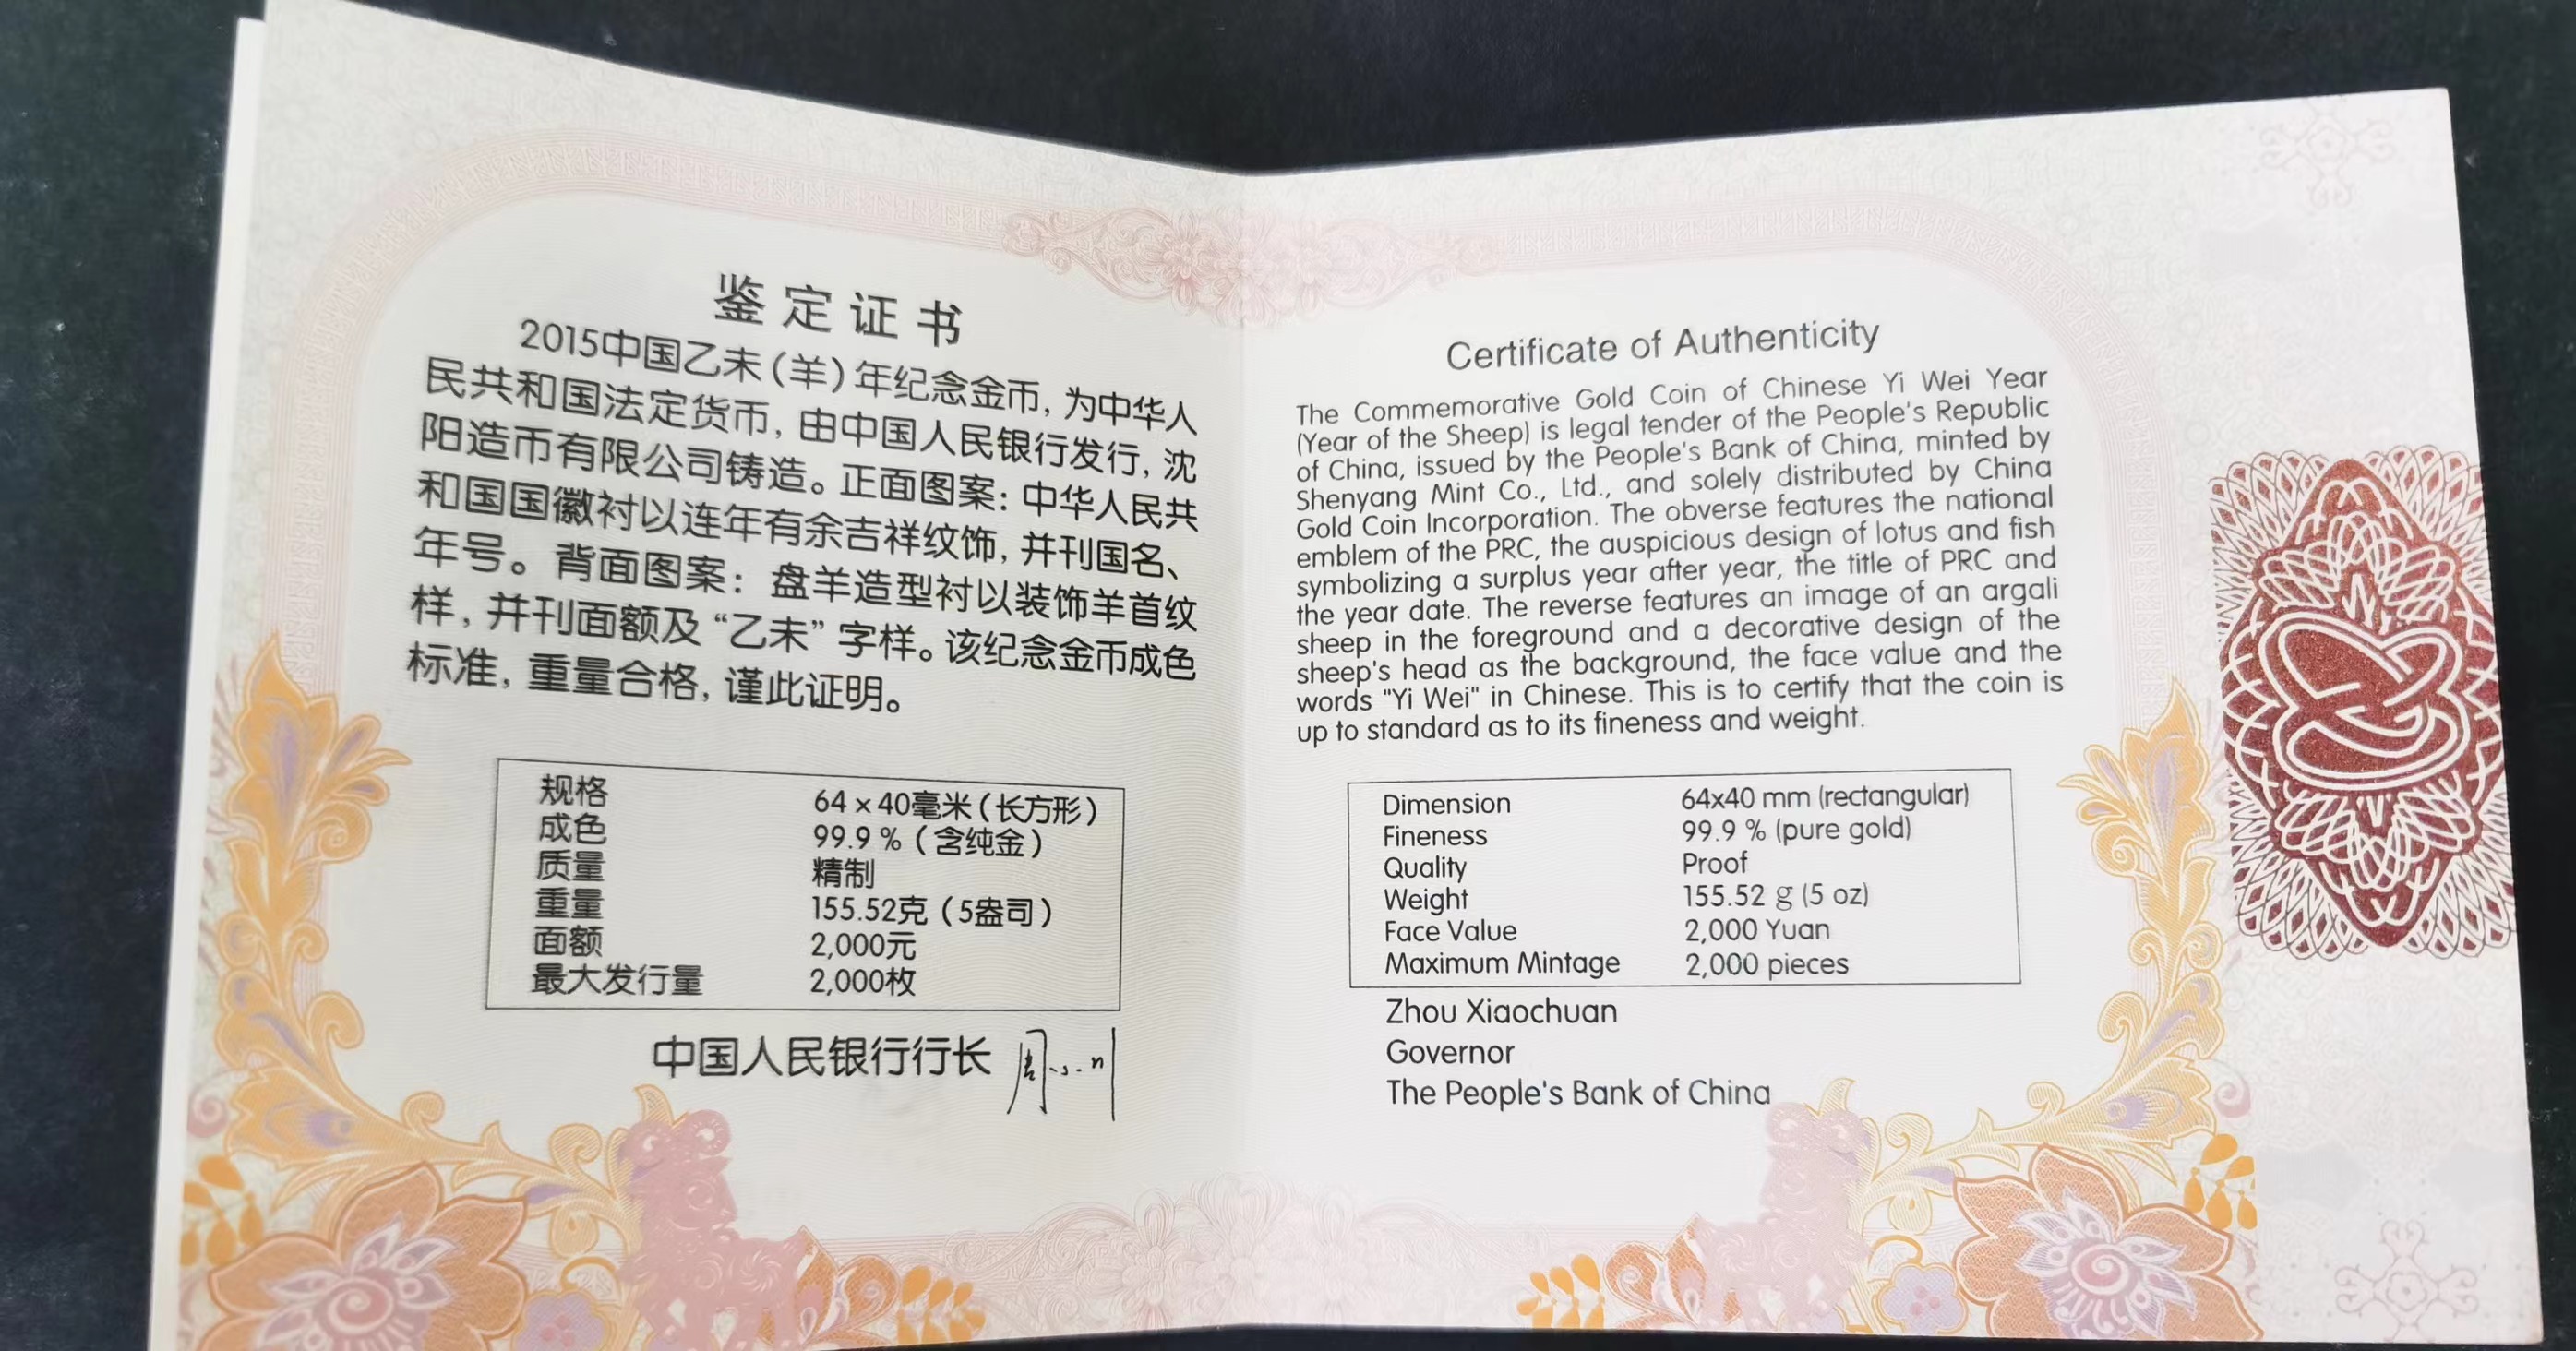 鉴定证书
2015中国乙未(羊)年纪念金币,为中华人
民共和国法定货币,由中国人民银行发行,沈
阳造币有限公司铸造。正面图案:中华人民共
和国国徽衬以连年有余吉祥纹饰,并刊国名、
年号。背面图案:盘羊造型衬以装饰羊首纹
样,并刊面额及“乙未”字样。该纪念金币成色
标准,重量合格,谨此证明。
规格 64×40毫米(长方形)
成色 99.9%(含纯金)
质量 精制
重量 155.52克(5盎司)
面额 2,000元
最大发行量 2,000枚
中国人民银行行长 周小川
Certificate of Authenticity
The Commemorative Gold Coin of Chinese Yi Wei Year
(Year of the Sheep) is legal tender of the People's Republic
of China, issued by the People's Bank of China, minted by
Shenyang Mint Co., Ltd., and solely distributed by China
Gold Coin Incorporation. The obverse features the national
emblem of the PRC, the auspicious design of lotus and fish
symbolizing a surplus year after year, the title of PRC and
the year date. The reverse features an image of an argali
sheep in the foreground and a decorative design of the
sheep's head as the background, the face value and the
words "Yi Wei" in Chinese. This is to certify that the coin is
up to standard as to its fineness and weight.
Dimension 64x40 mm (rectangular)
Fineness 99.9 % (pure gold)
Quality Proof
Weight 155.52 g (5 oz)
Face Value 2,000 Yuan
Maximum Mintage 2,000 pieces
Zhou Xiaochuan
Governor
The People's Bank of China